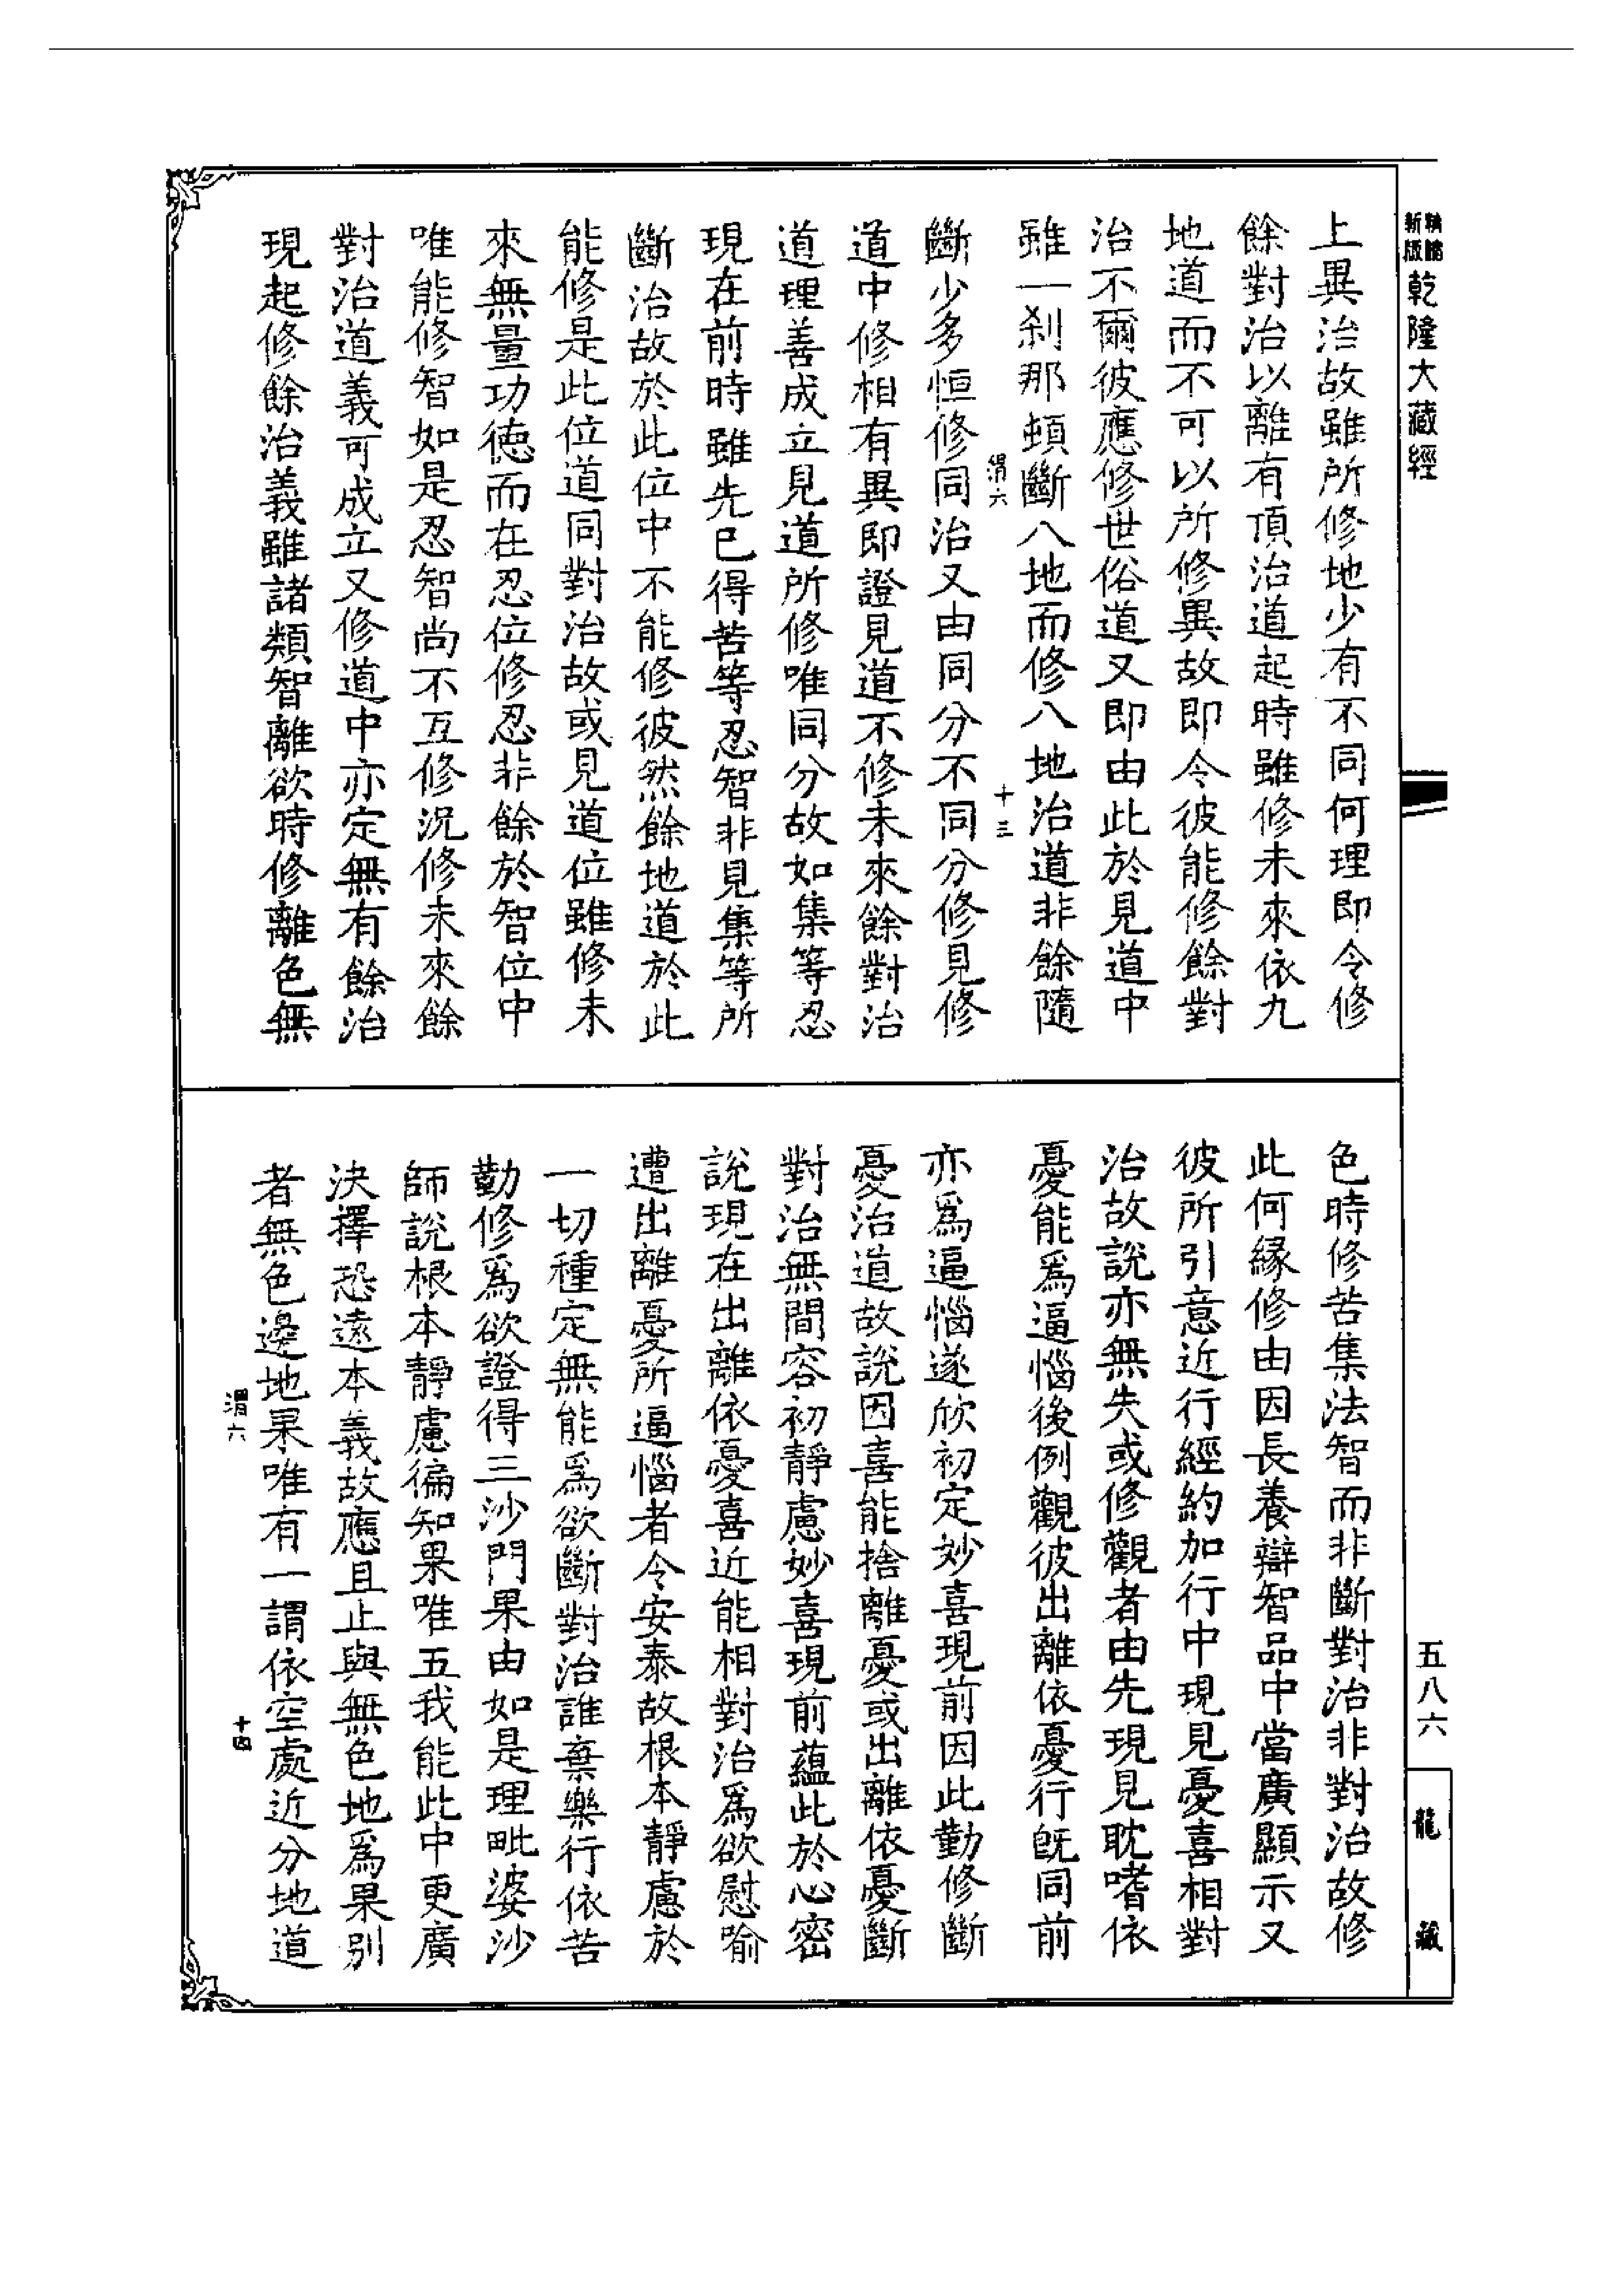 精縮新版乾隆大藏經
上異治故雖所修地少有不同何理即令修
餘對治以離有頂治道起時雖修未來依九
地道而不可以所修異故即令彼能修餘對
治不爾彼應修世俗道又即由此於見道中
雖一刹那頓斷八地而修八地治道非餘隨
渭六 十三
斷少多恒修同治又由同分不同分修見修
道中修相有異即證見道不修未來餘對治
道理善成立見道所修唯同分故如集等忍
現在前時雖先已得苦等忍智非見集等所
斷治故於此位中不能修彼然餘地道於此
能修是此位道同對治故或見道位雖修未
來無量功德而在忍位修忍非餘於智位中
唯能修智如是忍智尚不互修況修未來餘
對治道義可成立又修道中亦定無有餘治
現起修餘治義雖諸類智離欲時修離色無
色時修苦集法智而非斷對治非對治故修
此何緣修由因長養辯智品中當廣顯示又
彼所引意近行經約加行中現見憂喜相對
治故說亦無失或修觀者由先現見耽嗜依
憂能爲逼惱後例觀彼出離依憂行旣同前
亦爲逼惱遂欣初定妙喜現前因此勤修斷
憂治道故說因喜能捨離憂或出離依憂斷
對治無間容初靜慮妙喜現前蘊此於心密
說現在出離依憂喜近能相對治爲欲慰喻
遭出離憂所逼惱者令安泰故根本靜慮於
一切種定無能爲欲斷對治誰棄樂行依苦
勤修爲欲證得三沙門果由如是理毗婆沙
師說根本靜慮徧知果唯五我能此中更廣
決擇恐遠本義故應且止與無色地爲果別
者無色邊地果唯有一謂依空處近分地道
渭六 十四
五八六
龍藏